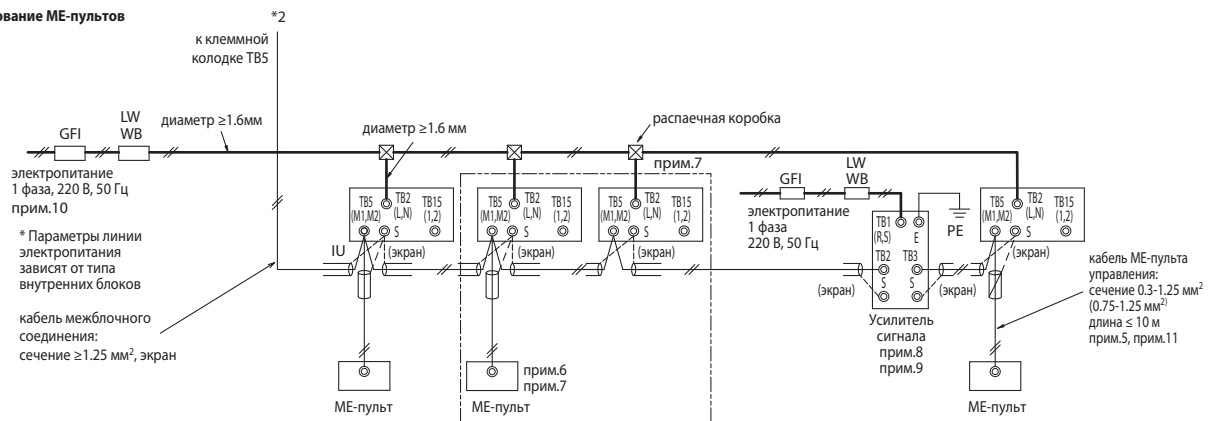 ование МЕ-пультов
*2
к клеммной
колодке ТВ5
GFI
LW
WB
диаметр ≥1.6мм
диаметр ≥1.6 мм
распаечная коробка
электропитание
1 фаза, 220 В, 50 Гц
прим.10
* Параметры линии
электропитания
зависят от типа
внутренних блоков
кабель межблочного
соединения:
сечение ≥1.25 мм², экран
IU
TB5
(M1,M2)
TB2
(L,N)
TB15
(1,2)
S
(экран)
МЕ-пульт
TB5
(M1,M2)
TB2
(L,N)
TB15
(1,2)
S
(экран)
прим.6
прим.7
МЕ-пульт
прим.7
TB5
(M1,M2)
TB2
(L,N)
TB15
(1,2)
S
(экран)
GFI
LW
WB
электропитание
1 фаза
220 В, 50 Гц
TB1
(R,S)
E
PE
TB2
TB3
S
S
(экран)
(экран)
Усилитель
сигнала
прим.8
прим.9
TB5
(M1,M2)
TB2
(L,N)
TB15
(1,2)
S
(экран)
МЕ-пульт
кабель МЕ-пульта
управления:
сечение 0.3-1.25 мм²
(0.75-1.25 мм²)
длина ≤ 10 м
прим.5, прим.11